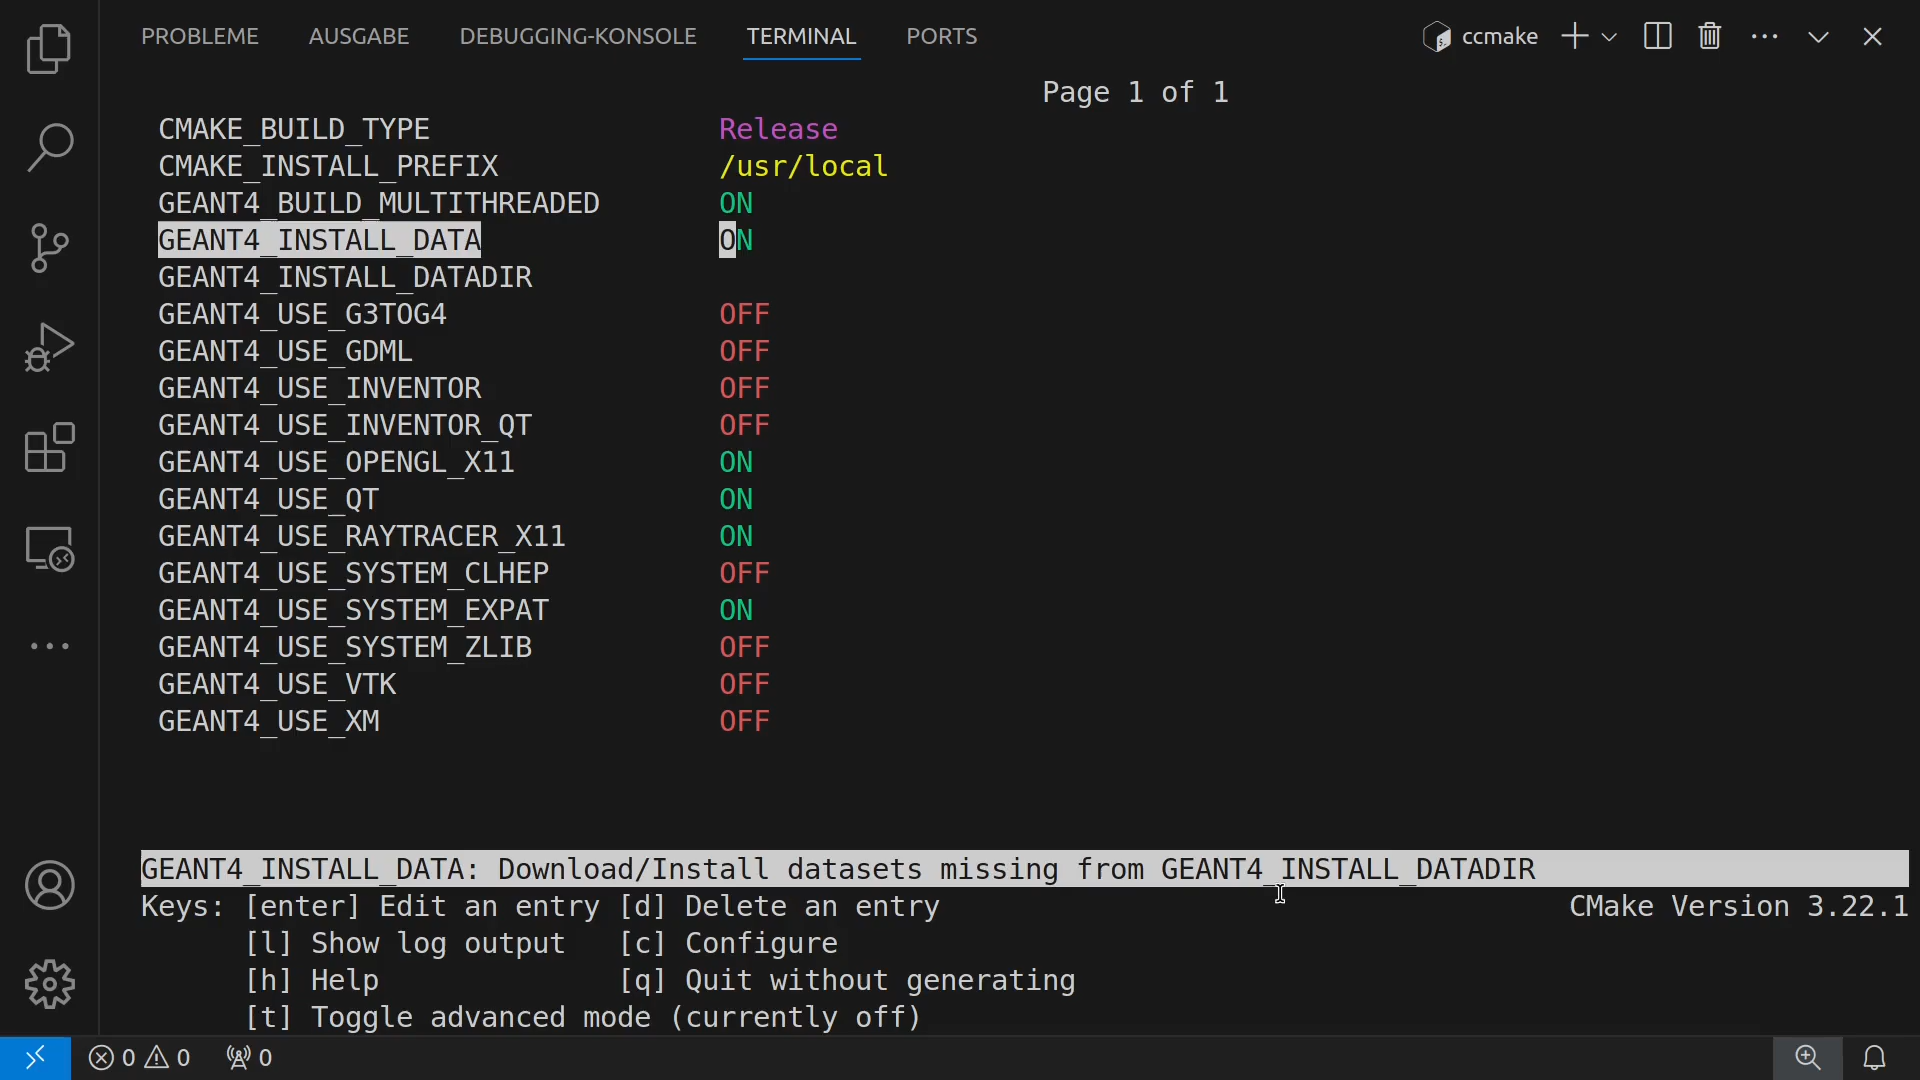 PROBLEME AUSGABE DEBUGGING-KONSOLE TERMINAL PORTS ccmake
Page 1 of 1
CMAKE_BUILD_TYPE Release
CMAKE_INSTALL_PREFIX /usr/local
GEANT4_BUILD_MULTITHREADED ON
GEANT4_INSTALL_DATA ON
GEANT4_INSTALL_DATADIR
GEANT4_USE_G3TOG4 OFF
GEANT4_USE_GDML OFF
GEANT4_USE_INVENTOR OFF
GEANT4_USE_INVENTOR_QT OFF
GEANT4_USE_OPENGL_X11 ON
GEANT4_USE_QT ON
GEANT4_USE_RAYTRACER_X11 ON
GEANT4_USE_SYSTEM_CLHEP OFF
GEANT4_USE_SYSTEM_EXPAT ON
GEANT4_USE_SYSTEM_ZLIB OFF
GEANT4_USE_VTK OFF
GEANT4_USE_XM OFF
GEANT4_INSTALL_DATA: Download/Install datasets missing from GEANT4_INSTALL_DATADIR
Keys: [enter] Edit an entry [d] Delete an entry CMake Version 3.22.1
[l] Show log output [c] Configure
[h] Help [q] Quit without generating
[t] Toggle advanced mode (currently off)
0 0 0